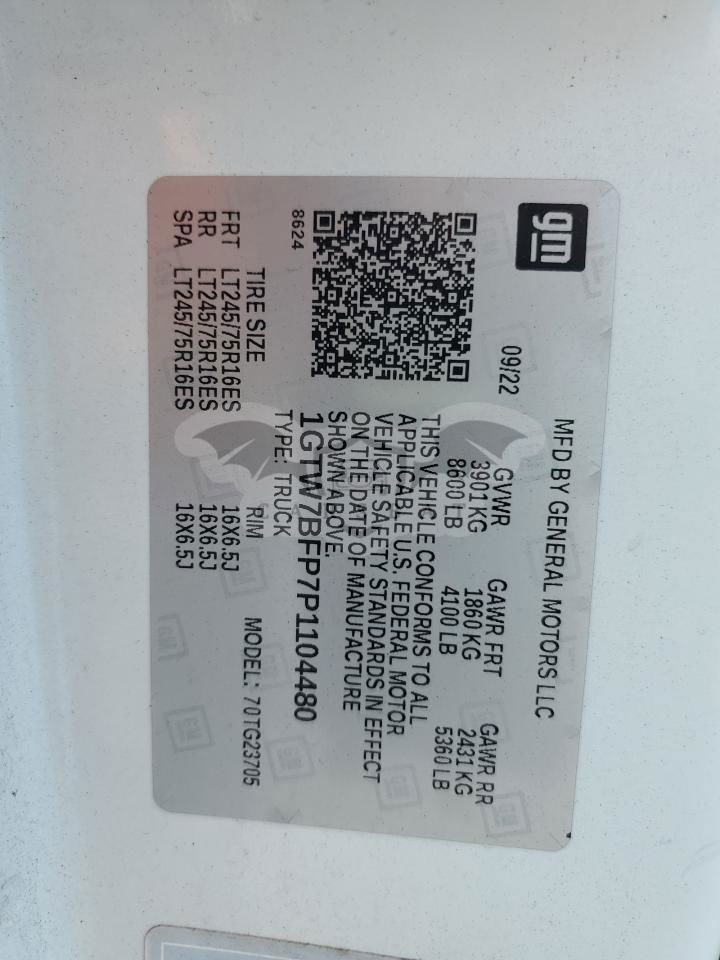 gm
MFD BY GENERAL MOTORS LLC
09/22
GVWR GAWR FRT GAWR RR
3901 KG 1860 KG 2431 KG
8600 LB 4100 LB 5360 LB
THIS VEHICLE CONFORMS TO ALL
APPLICABLE U.S. FEDERAL MOTOR
VEHICLE SAFETY STANDARDS IN EFFECT
ON THE DATE OF MANUFACTURE
SHOWN ABOVE.
8624
1GTW7BFP7P1104480
TYPE: TRUCK
MODEL: 70TG23705
TIRE SIZE RIM
FRT LT245/75R16ES 16X6.5J
RR LT245/75R16ES 16X6.5J
SPA LT245/75R16ES 16X6.5J